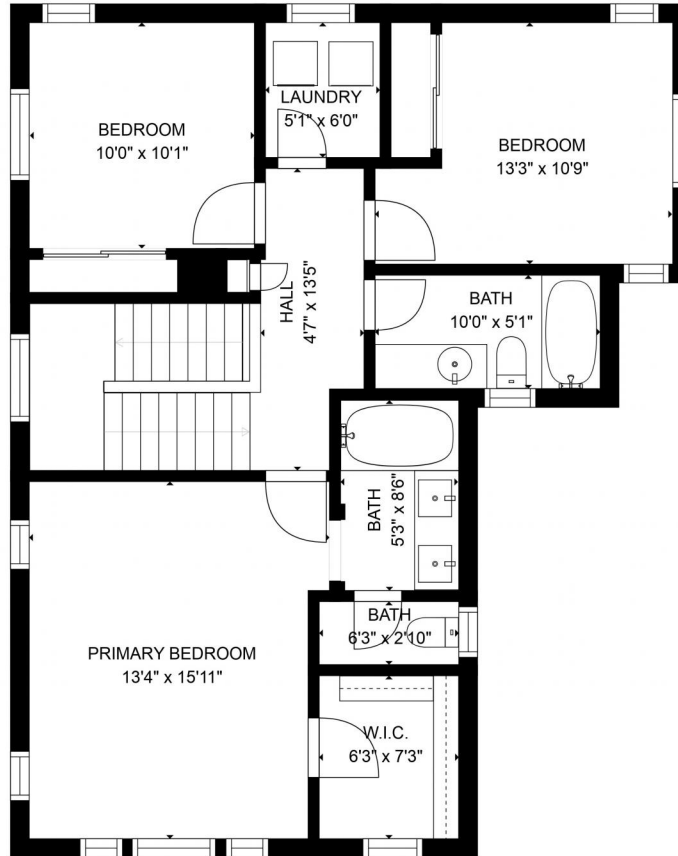 LAUNDRY
5'1" x 6'0"
BEDROOM
10'0" x 10'1"
BEDROOM
13'3" x 10'9"
HALL
4'7" x 13'5"
BATH
10'0" x 5'1"
BATH
5'3" x 8'6"
BATH
6'3" x 2'10"
PRIMARY BEDROOM
13'4" x 15'11"
W.I.C.
6'3" x 7'3"